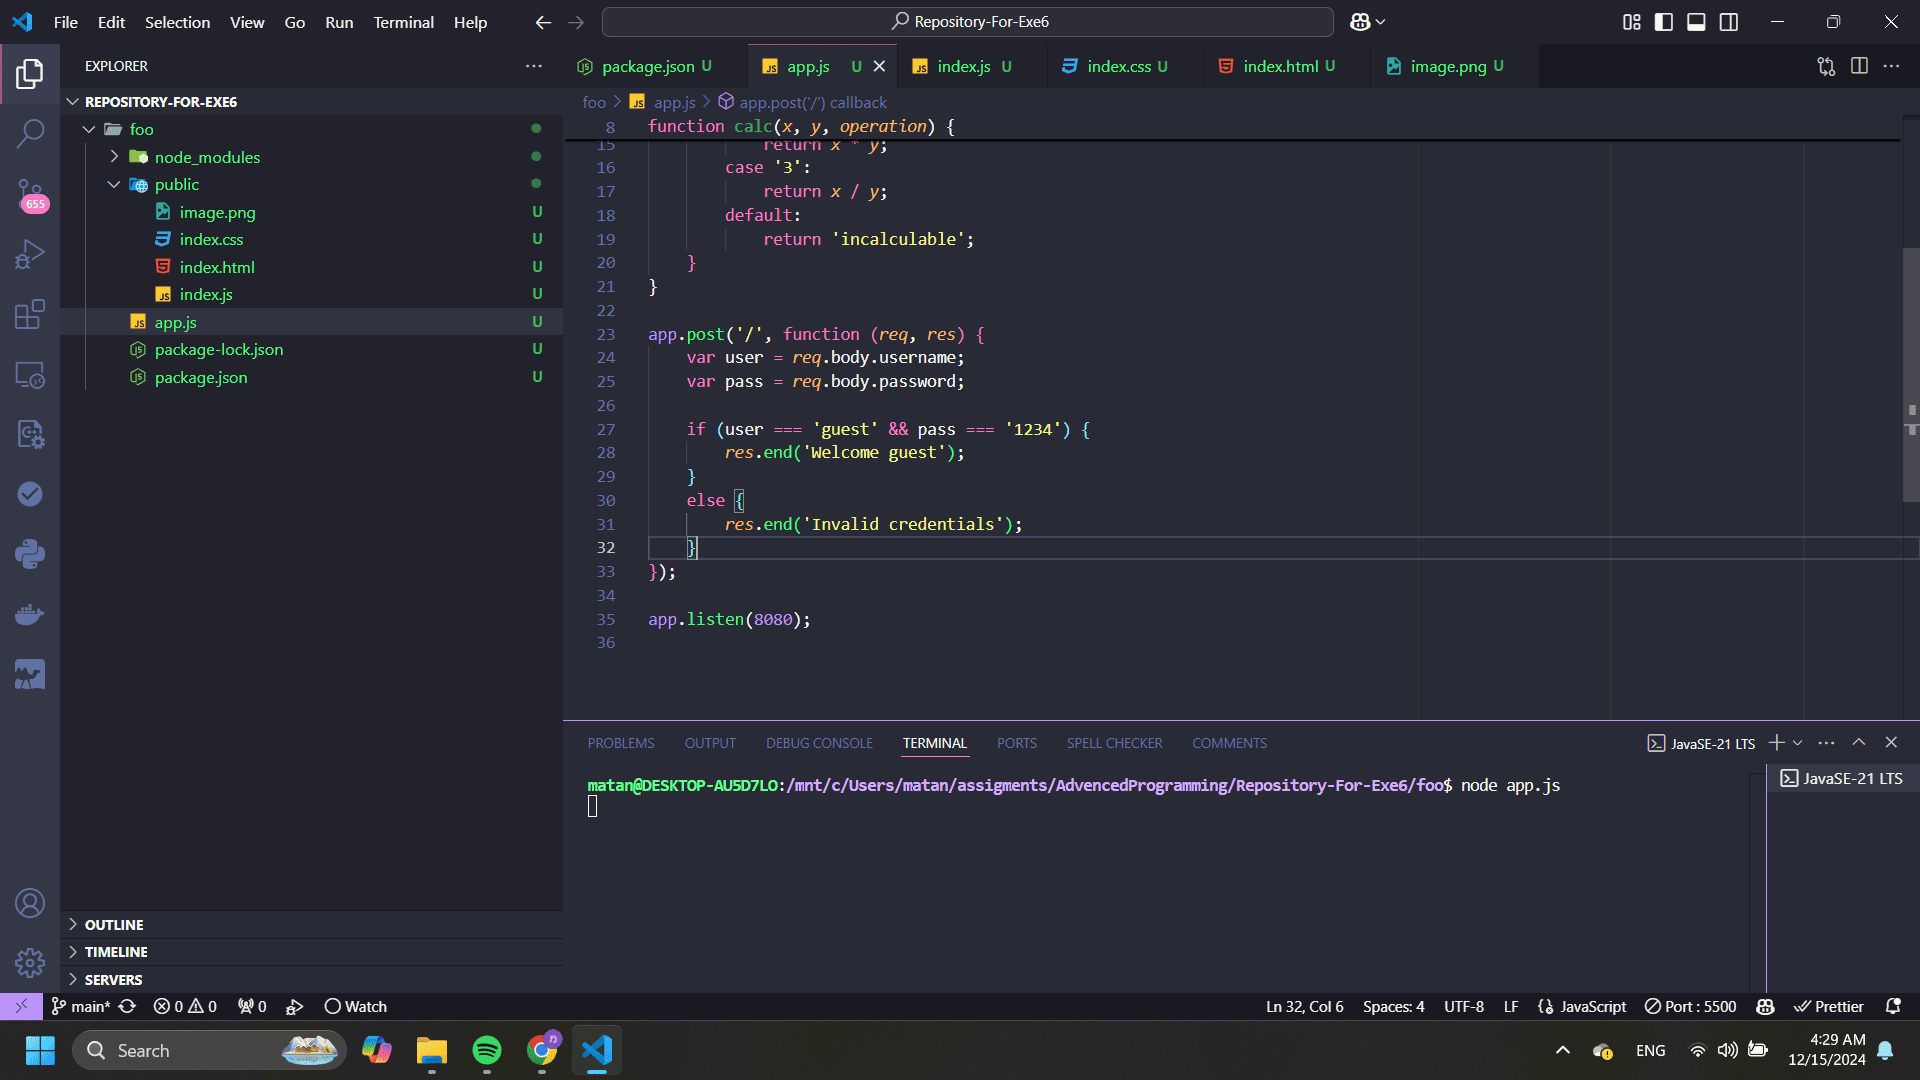 File Edit Selection View Go Run Terminal Help
Repository-For-Exe6
EXPLORER
REPOSITORY-FOR-EXE6
foo
node_modules
public
image.png U
index.css U
index.html U
index.js U
app.js U
package-lock.json U
package.json U
655
OUTLINE
TIMELINE
SERVERS
package.json U app.js U index.js U index.css U index.html U image.png U
foo > app.js > app.post('/') callback
8 function calc(x, y, operation) {
15 return x * y;
16 case '3':
17 return x / y;
18 default:
19 return 'incalculable';
20 }
21 }
22
23 app.post('/', function (req, res) {
24 var user = req.body.username;
25 var pass = req.body.password;
26
27 if (user === 'guest' && pass === '1234') {
28 res.end('Welcome guest');
29 }
30 else {
31 res.end('Invalid credentials');
32 }
33 });
34
35 app.listen(8080);
36
PROBLEMS OUTPUT DEBUG CONSOLE TERMINAL PORTS SPELL CHECKER COMMENTS
JavaSE-21 LTS
matan@DESKTOP-AU5D7LO:/mnt/c/Users/matan/assigments/AdvencedProgramming/Repository-For-Exe6/foo$ node app.js
JavaSE-21 LTS
main* 0 0 0 Watch
Ln 32, Col 6 Spaces: 4 UTF-8 LF JavaScript Port : 5500 Prettier
Search
n
ENG
4:29 AM
12/15/2024